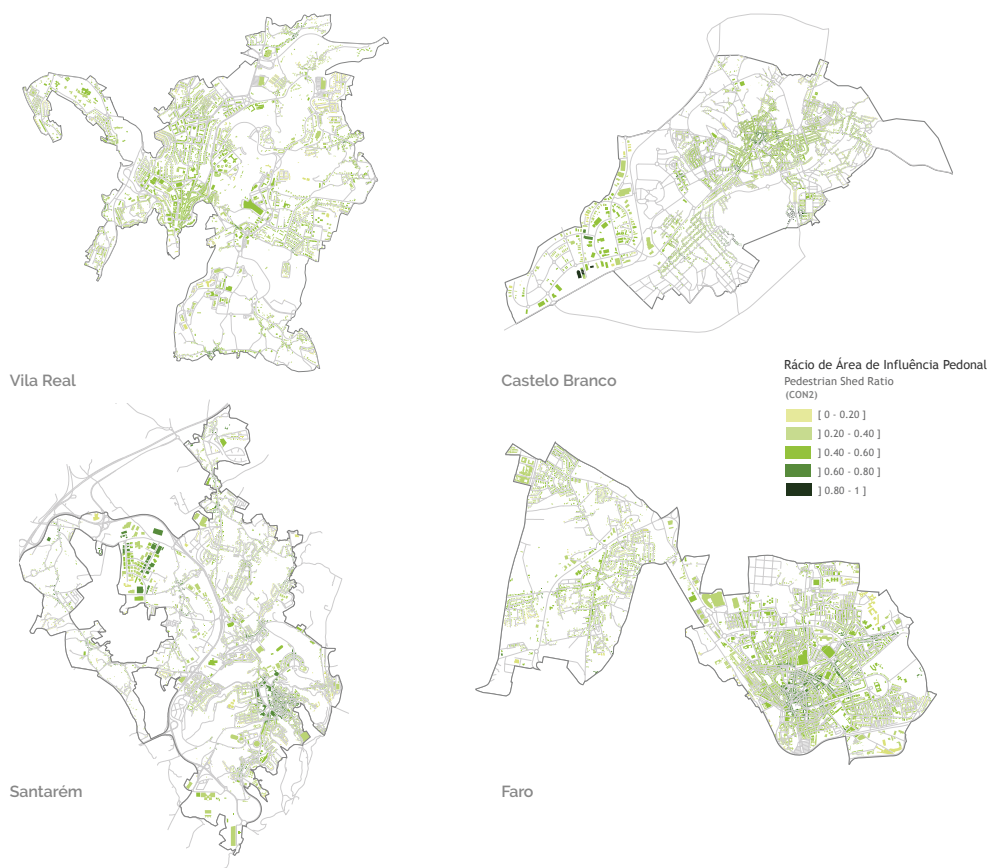 Vila Real
Castelo Branco
Rácio de Área de Influência Pedonal
Pedestrian Shed Ratio
(CON2)
[ 0 - 0.20 ]
] 0.20 - 0.40 ]
] 0.40 - 0.60 ]
] 0.60 - 0.80 ]
] 0.80 - 1 ]
Santarém
Faro